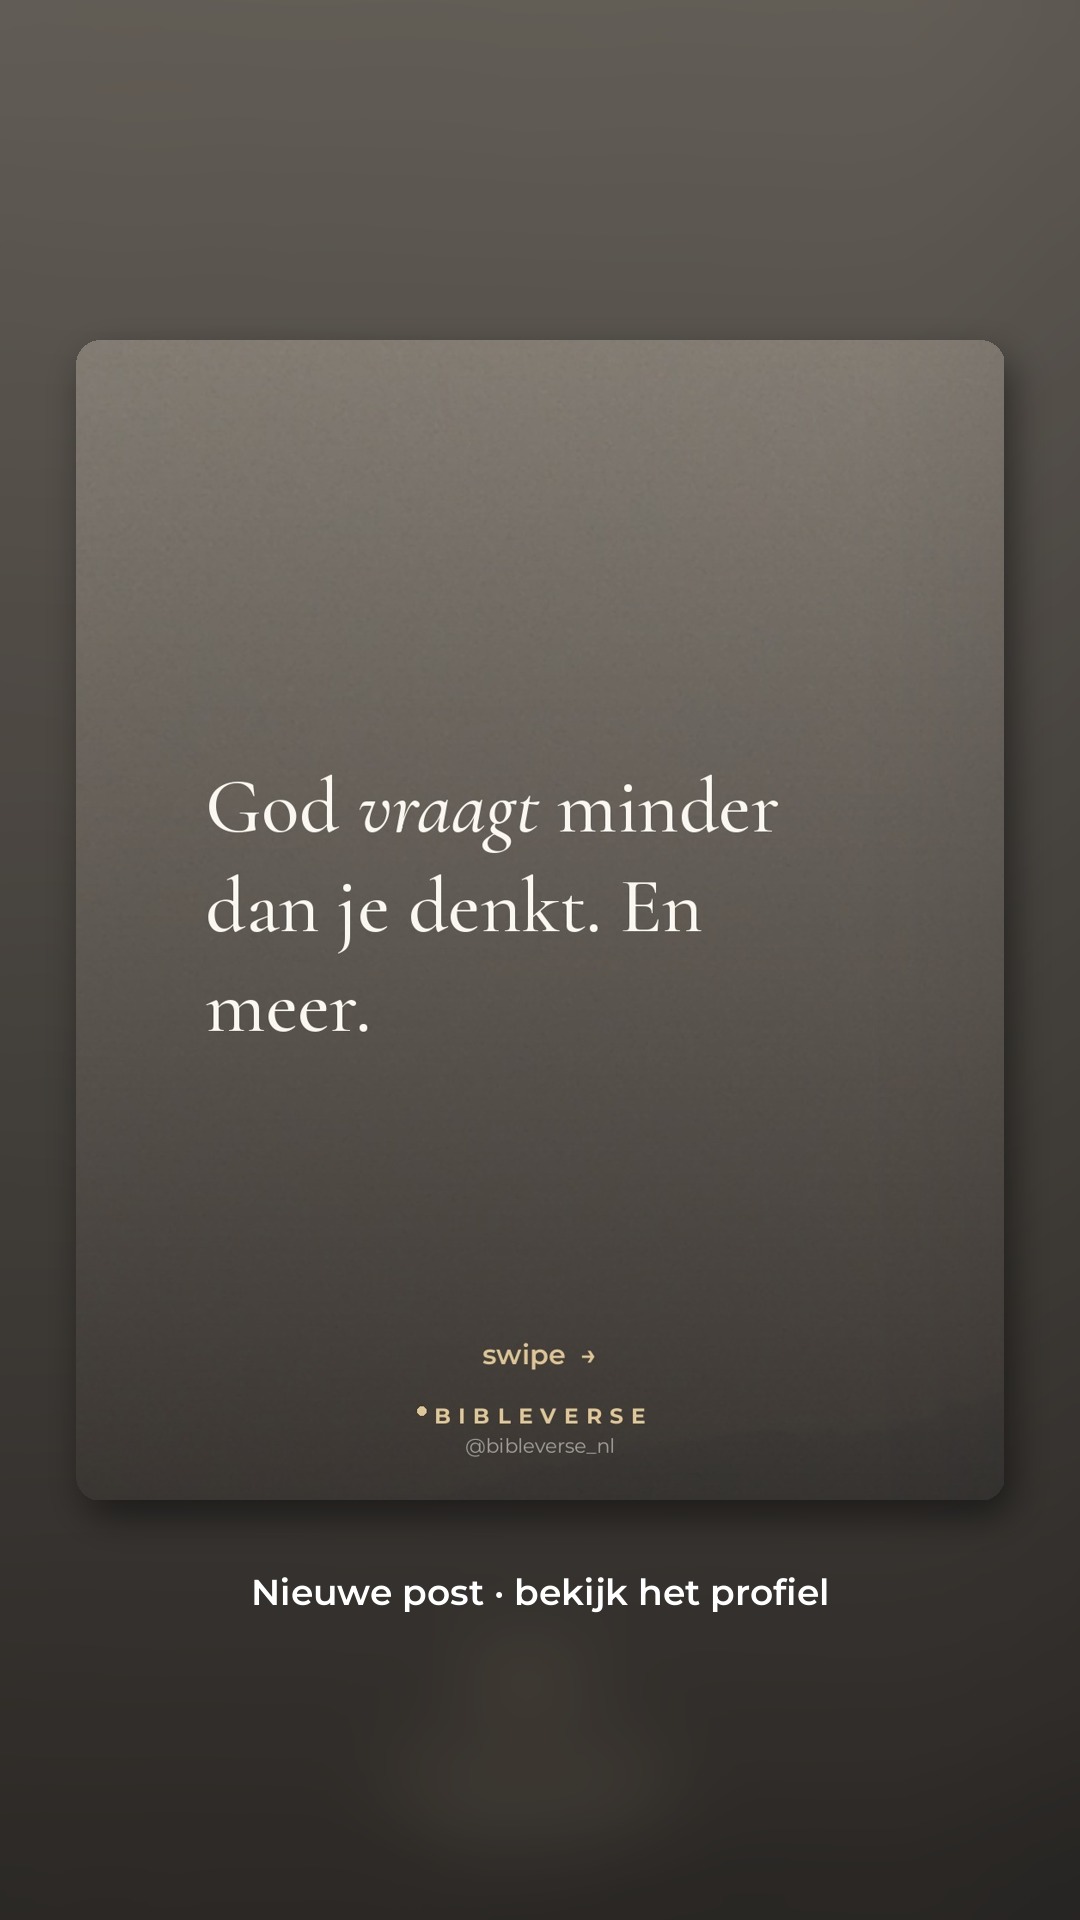 God vraagt minder
dan je denkt. En
meer.
swipe →
BIBLEVERSE
@bibleverse_nl
Nieuwe post · bekijk het profiel